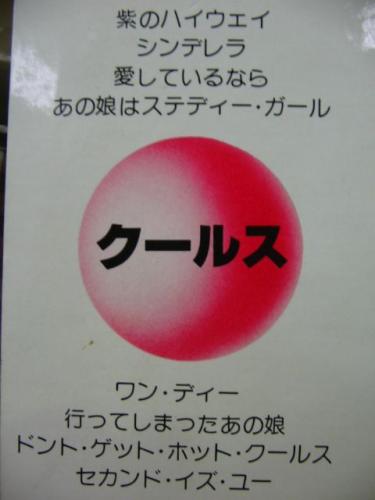 紫のハイウェイ
シンデレラ
愛しているなら
あの娘はステディー・ガール
クールス
ワン・ディー
行ってしまったあの娘
ドント・ゲット・ホット・クールス
セカンド・イズ・ユー